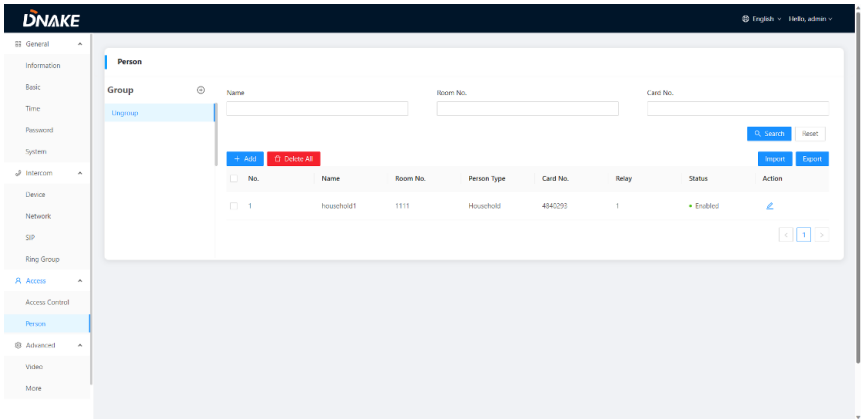 DNAKE
English
Hello, admin
General
Information
Basic
Time
Password
System
Intercom
Device
Network
SIP
Ring Group
Access
Access Control
Person
Advanced
Video
More
Person
Group
Ungroup
Name Room No. Card No.
Search Reset
+ Add Delete All Import Export
No. Name Room No. Person Type Card No. Relay Status Action
1 household1 1111 Household 4840293 1 Enabled
< 1 >